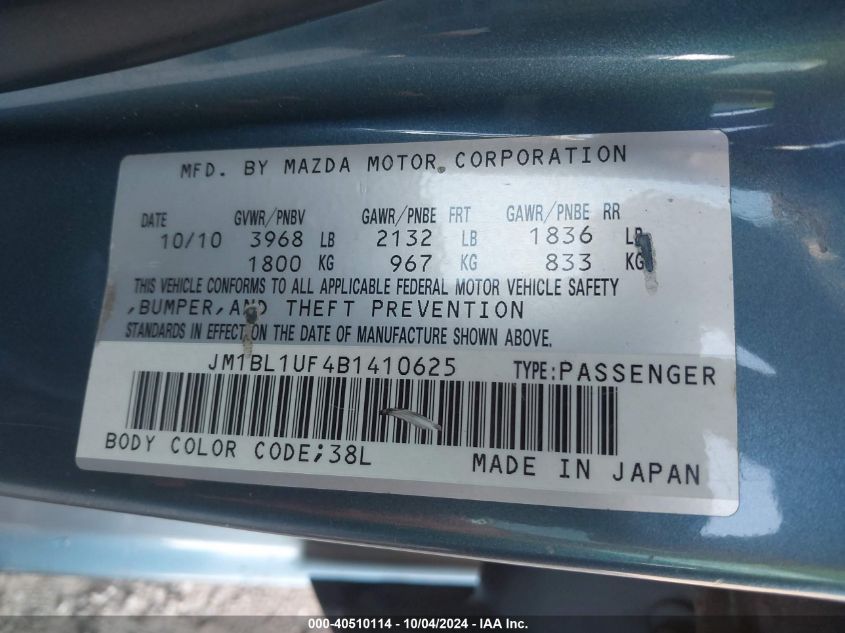 MFD. BY MAZDA MOTOR CORPORATION
DATE GVWR/PNBV GAWR/PNBE FRT GAWR/PNBE RR
10/10 3968 LB 2132 LB 1836 LB
1800 KG 967 KG 833 KG
THIS VEHICLE CONFORMS TO ALL APPLICABLE FEDERAL MOTOR VEHICLE SAFETY
,BUMPER,AND THEFT PREVENTION
STANDARDS IN EFFECT ON THE DATE OF MANUFACTURE SHOWN ABOVE.
JM1BL1UF4B1410625 TYPE:PASSENGER
BODY COLOR CODE;38L
MADE IN JAPAN
000-40510114 - 10/04/2024 - IAAI.com